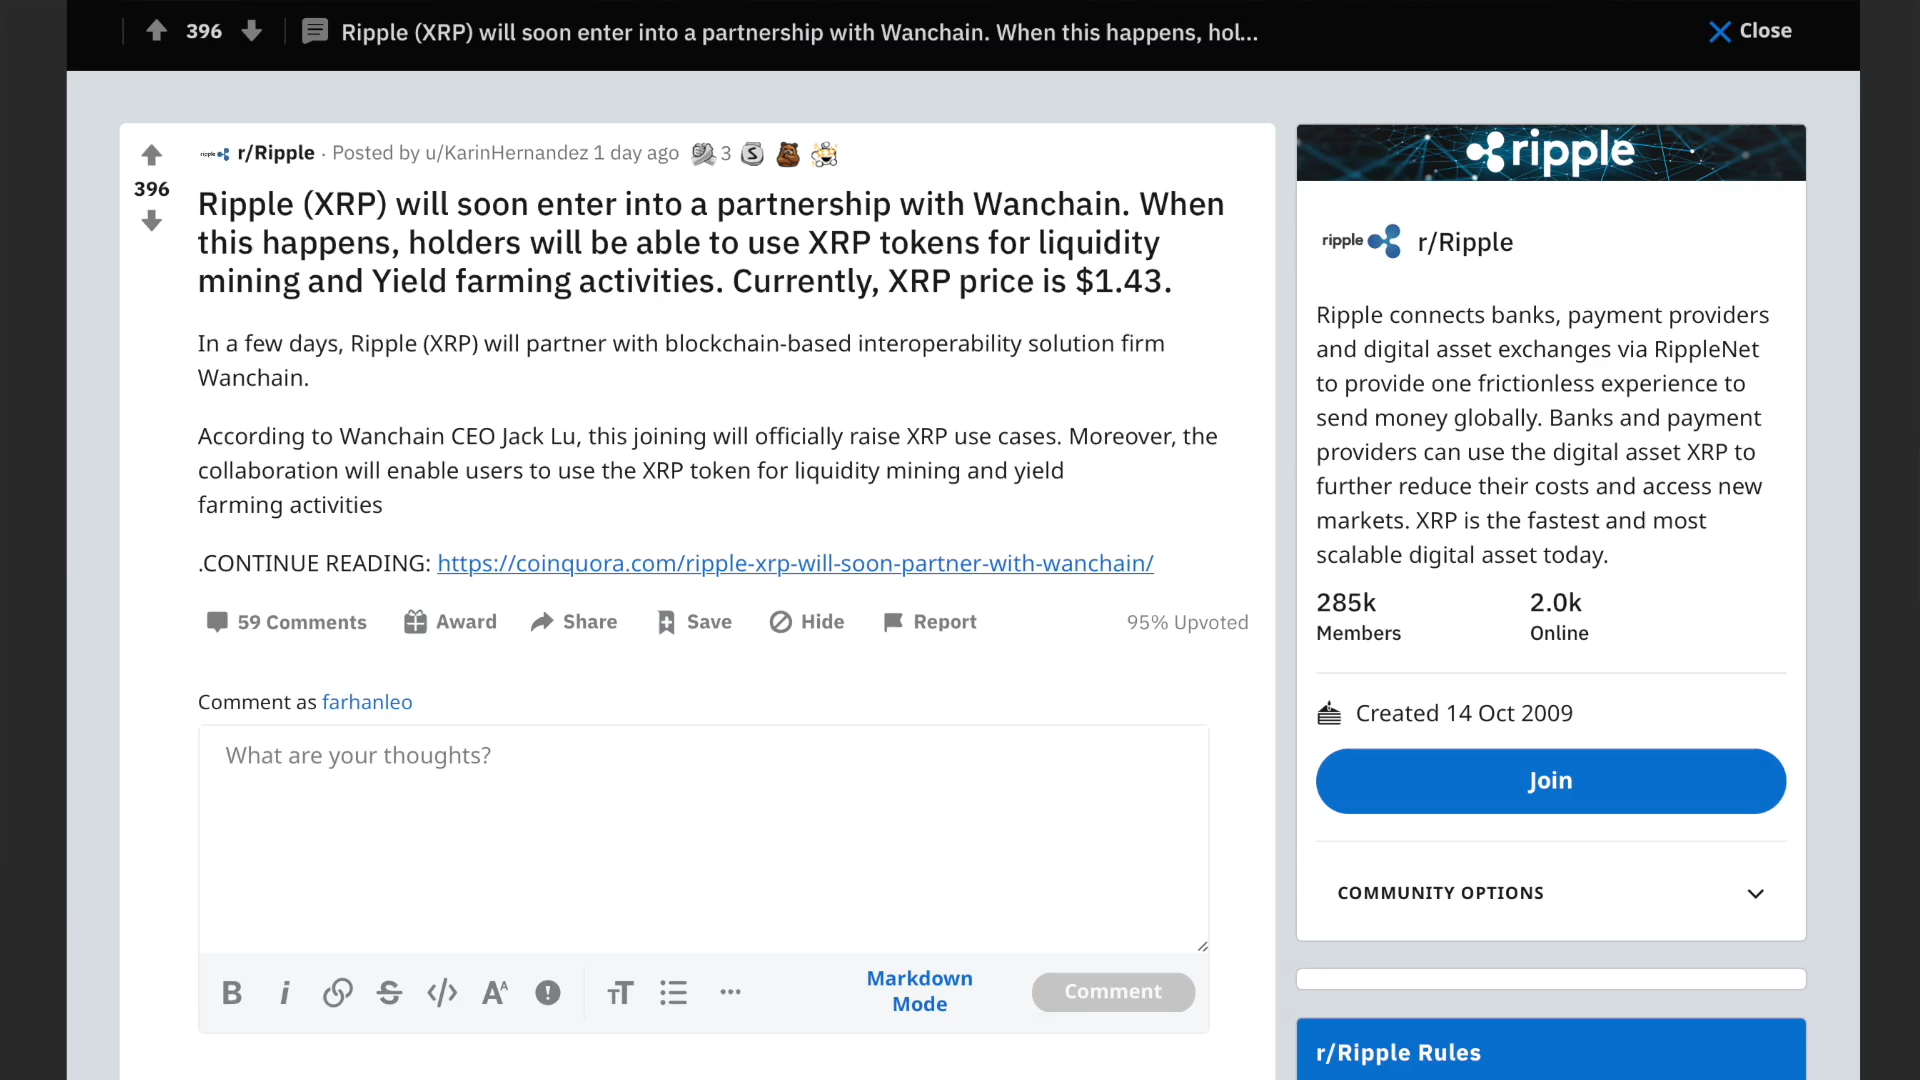 396
Ripple (XRP) will soon enter into a partnership with Wanchain. When this happens, hol...
Close
396
r/Ripple · Posted by u/KarinHernandez 1 day ago 3
Ripple (XRP) will soon enter into a partnership with Wanchain. When
this happens, holders will be able to use XRP tokens for liquidity
mining and Yield farming activities. Currently, XRP price is $1.43.
In a few days, Ripple (XRP) will partner with blockchain-based interoperability solution firm
Wanchain.
According to Wanchain CEO Jack Lu, this joining will officially raise XRP use cases. Moreover, the
collaboration will enable users to use the XRP token for liquidity mining and yield
farming activities
.CONTINUE READING: https://coinquora.com/ripple-xrp-will-soon-partner-with-wanchain/
59 Comments
Award
Share
Save
Hide
Report
95% Upvoted
Comment as farhanleo
What are your thoughts?
Markdown
Mode
Comment
ripple
ripple
r/Ripple
Ripple connects banks, payment providers
and digital asset exchanges via RippleNet
to provide one frictionless experience to
send money globally. Banks and payment
providers can use the digital asset XRP to
further reduce their costs and access new
markets. XRP is the fastest and most
scalable digital asset today.
285k
Members
2.0k
Online
Created 14 Oct 2009
Join
COMMUNITY OPTIONS
r/Ripple Rules